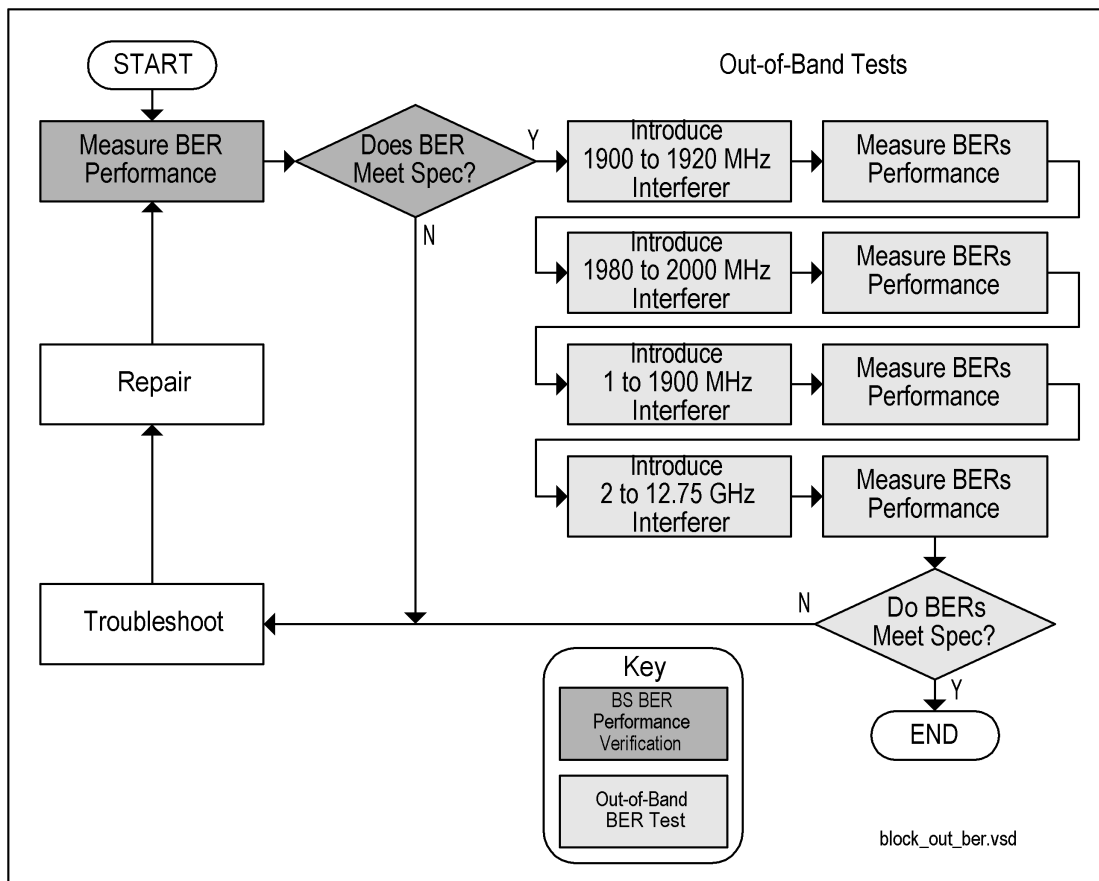 START
Out-of-Band Tests
Measure BER
Performance
Does BER
Meet Spec?
Y
N
Introduce
1900 to 1920 MHz
Interferer
Measure BERs
Performance
Introduce
1980 to 2000 MHz
Interferer
Measure BERs
Performance
Introduce
1 to 1900 MHz
Interferer
Measure BERs
Performance
Introduce
2 to 12.75 GHz
Interferer
Measure BERs
Performance
Repair
Troubleshoot
N
Do BERs
Meet Spec?
Y
END
Key
BS BER
Performance
Verification
Out-of-Band
BER Test
block_out_ber.vsd